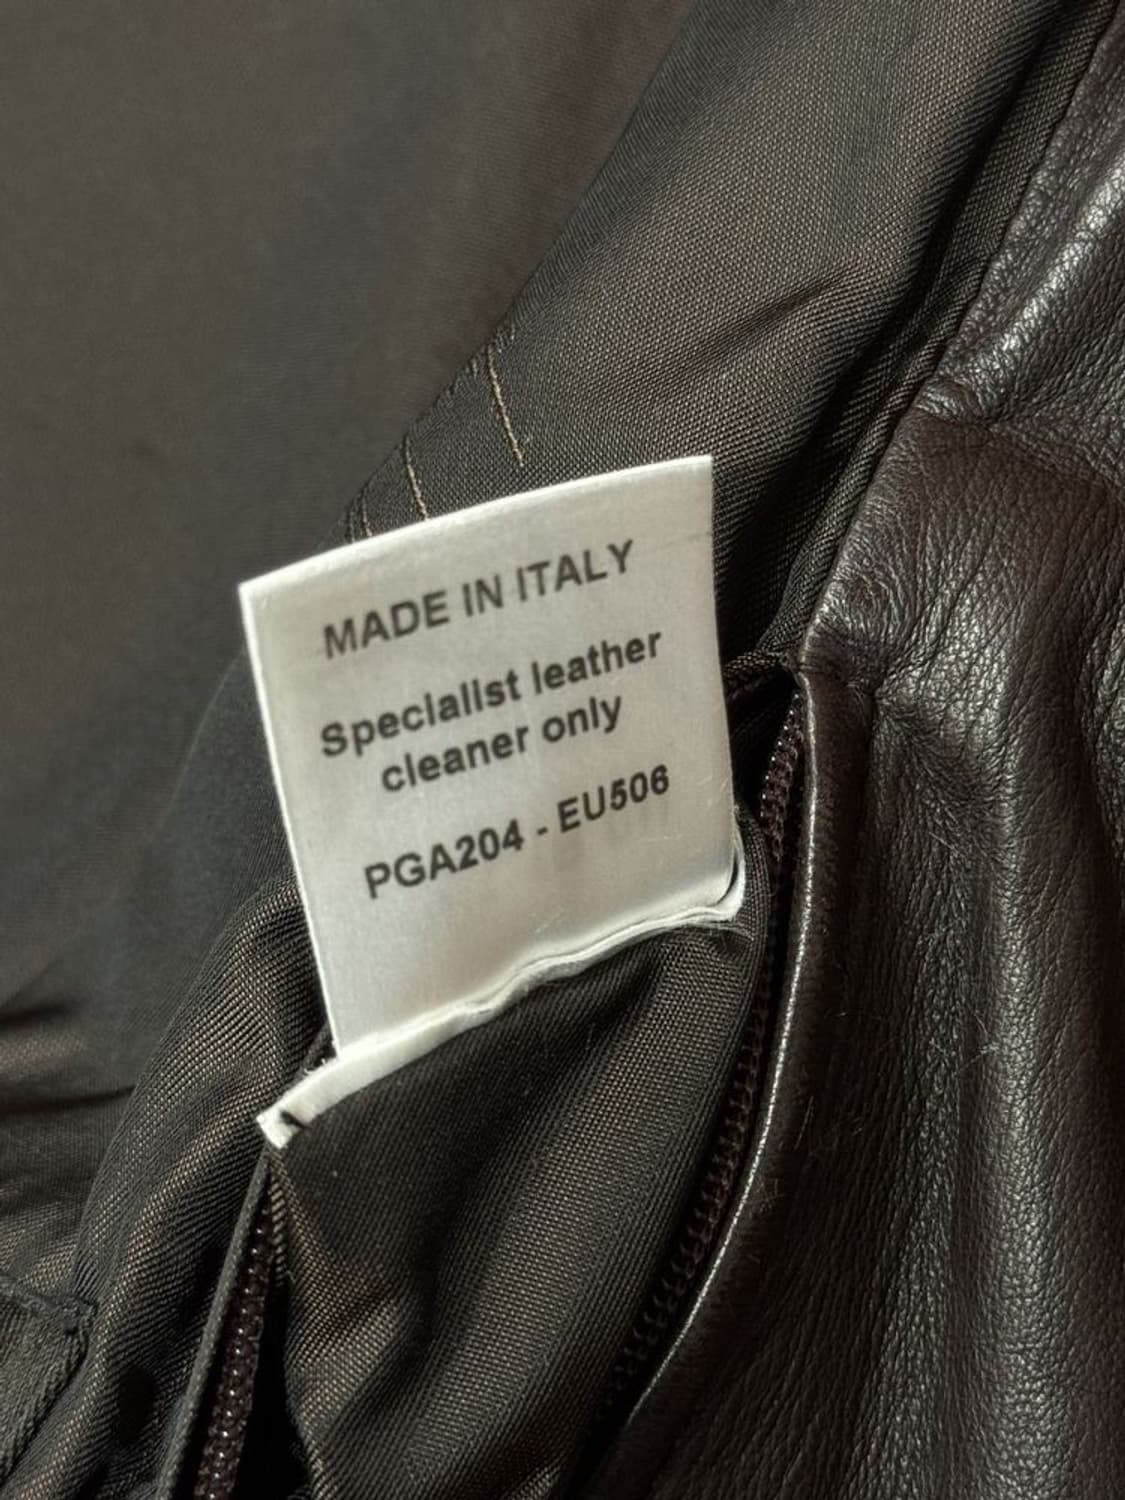 MADE IN ITALY
Specialist leather
cleaner only
PGA204 - EU506